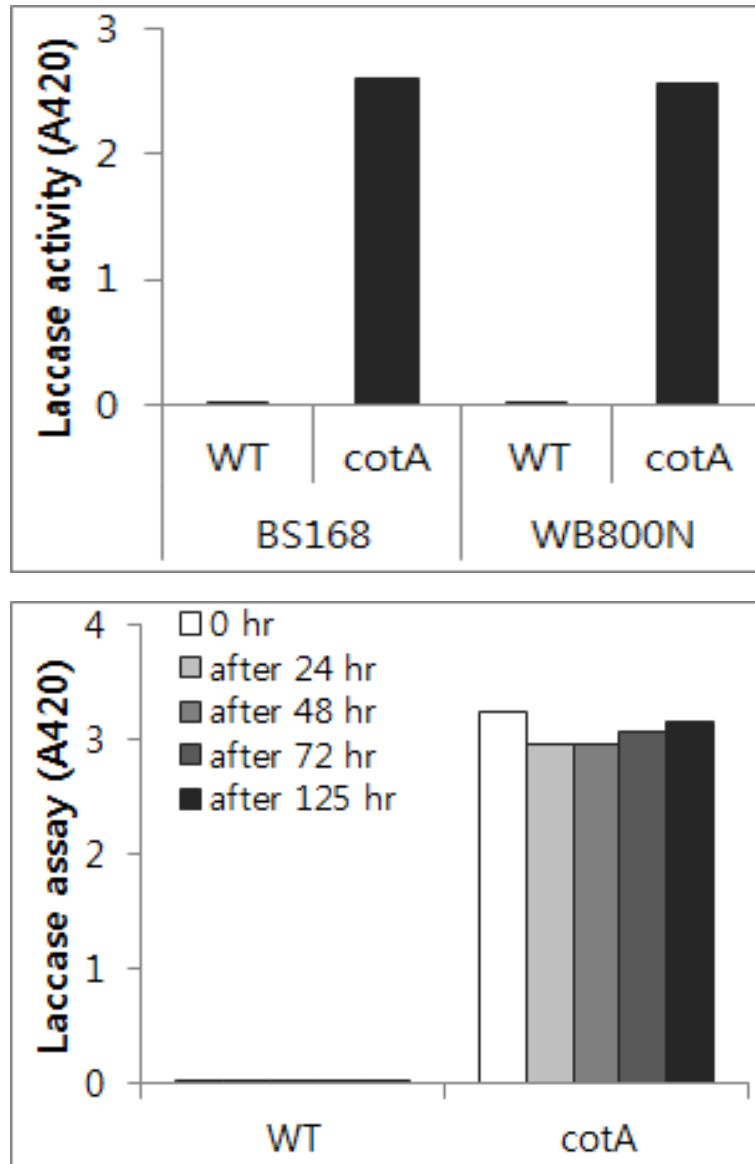 Laccase activity (A420)
3
2
1
0
WT cotA WT cotA
BS168 WB800N
Laccase assay (A420)
4
3
2
1
0
0 hr
after 24 hr
after 48 hr
after 72 hr
after 125 hr
WT cotA